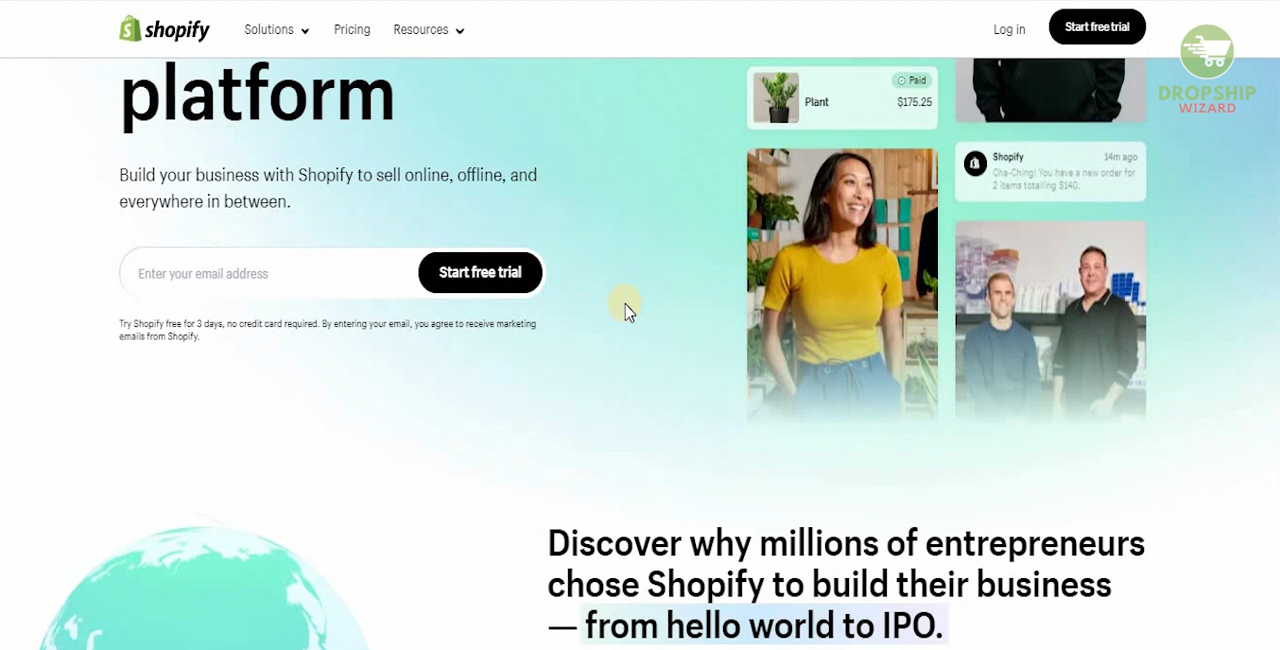 shopify
Solutions
Pricing
Resources
Log in
Start free trial
DROPSHIP
WIZARD
platform
Build your business with Shopify to sell online, offline, and
everywhere in between.
Enter your email address
Start free trial
Try Shopify free for 3 days, no credit card required. By entering your email, you agree to receive marketing
emails from Shopify.
Paid
Plant
$175.25
Shopify
14m ago
Cha-Ching! You have a new order for
2 items totalling $140.
Discover why millions of entrepreneurs
chose Shopify to build their business
— from hello world to IPO.